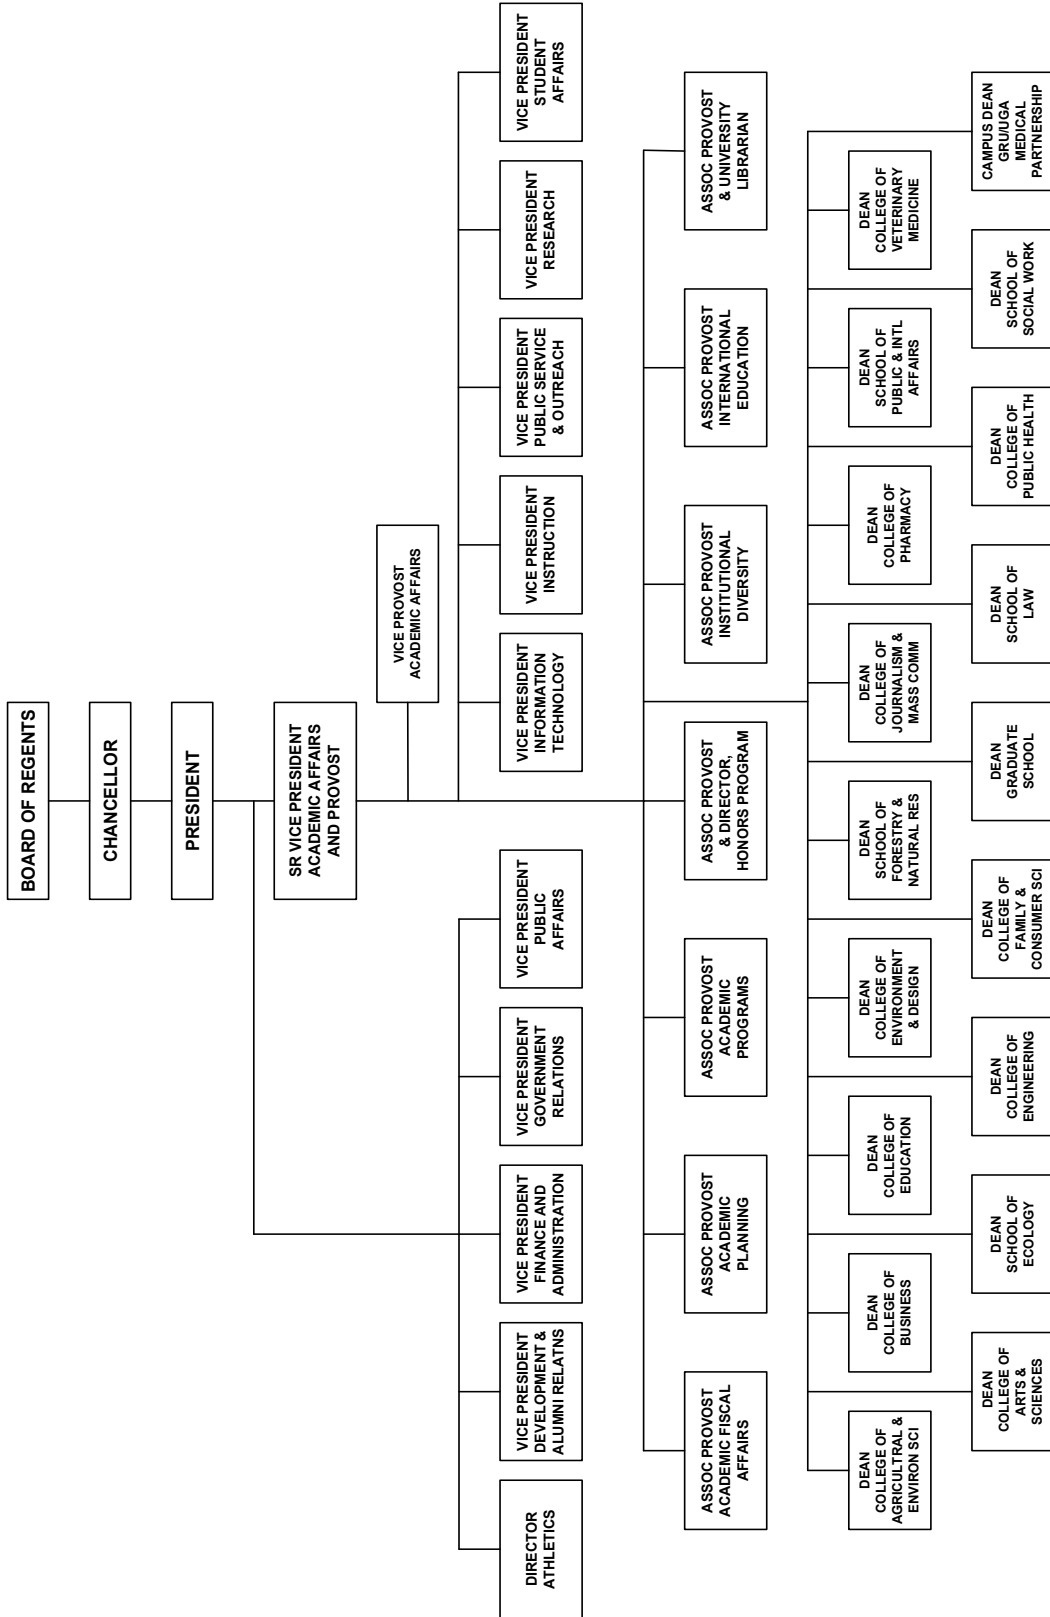 BOARD OF REGENTS
CHANCELLOR
PRESIDENT
SR VICE PRESIDENT
ACADEMIC AFFAIRS
AND PROVOST
VICE PROVOST
ACADEMIC AFFAIRS
DIRECTOR
ATHLETICS
VICE PRESIDENT
DEVELOPMENT &
ALUMNI RELATNS
VICE PRESIDENT
FINANCE AND
ADMINISTRATION
VICE PRESIDENT
GOVERNMENT
RELATIONS
VICE PRESIDENT
PUBLIC
AFFAIRS
VICE PRESIDENT
INFORMATION
TECHNOLOGY
VICE PRESIDENT
INSTRUCTION
VICE PRESIDENT
PUBLIC SERVICE
& OUTREACH
VICE PRESIDENT
RESEARCH
VICE PRESIDENT
STUDENT
AFFAIRS
ASSOC PROVOST
ACADEMIC FISCAL
AFFAIRS
ASSOC PROVOST
ACADEMIC
PLANNING
ASSOC PROVOST
ACADEMIC
PROGRAMS
ASSOC PROVOST
& DIRECTOR,
HONORS PROGRAM
ASSOC PROVOST
INSTITUTIONAL
DIVERSITY
ASSOC PROVOST
INTERNATIONAL
EDUCATION
ASSOC PROVOST
& UNIVERSITY
LIBRARIAN
DEAN
COLLEGE OF
AGRICULTRAL &
ENVIRON SCI
DEAN
COLLEGE OF
BUSINESS
DEAN
COLLEGE OF
EDUCATION
DEAN
COLLEGE OF
ENVIRONMENT
& DESIGN
DEAN
SCHOOL OF
FORESTRY &
NATURAL RES
DEAN
COLLEGE OF
JOURNALISM &
MASS COMM
DEAN
COLLEGE OF
PHARMACY
DEAN
SCHOOL OF
PUBLIC & INTL
AFFAIRS
DEAN
COLLEGE OF
VETERINARY
MEDICINE
DEAN
COLLEGE OF
ARTS &
SCIENCES
DEAN
SCHOOL OF
ECOLOGY
DEAN
COLLEGE OF
ENGINEERING
DEAN
COLLEGE OF
FAMILY &
CONSUMER SCI
DEAN
GRADUATE
SCHOOL
DEAN
SCHOOL OF
LAW
DEAN
COLLEGE OF
PUBLIC HEALTH
DEAN
SCHOOL OF
SOCIAL WORK
CAMPUS DEAN
GRU/UGA
MEDICAL
PARTNERSHIP